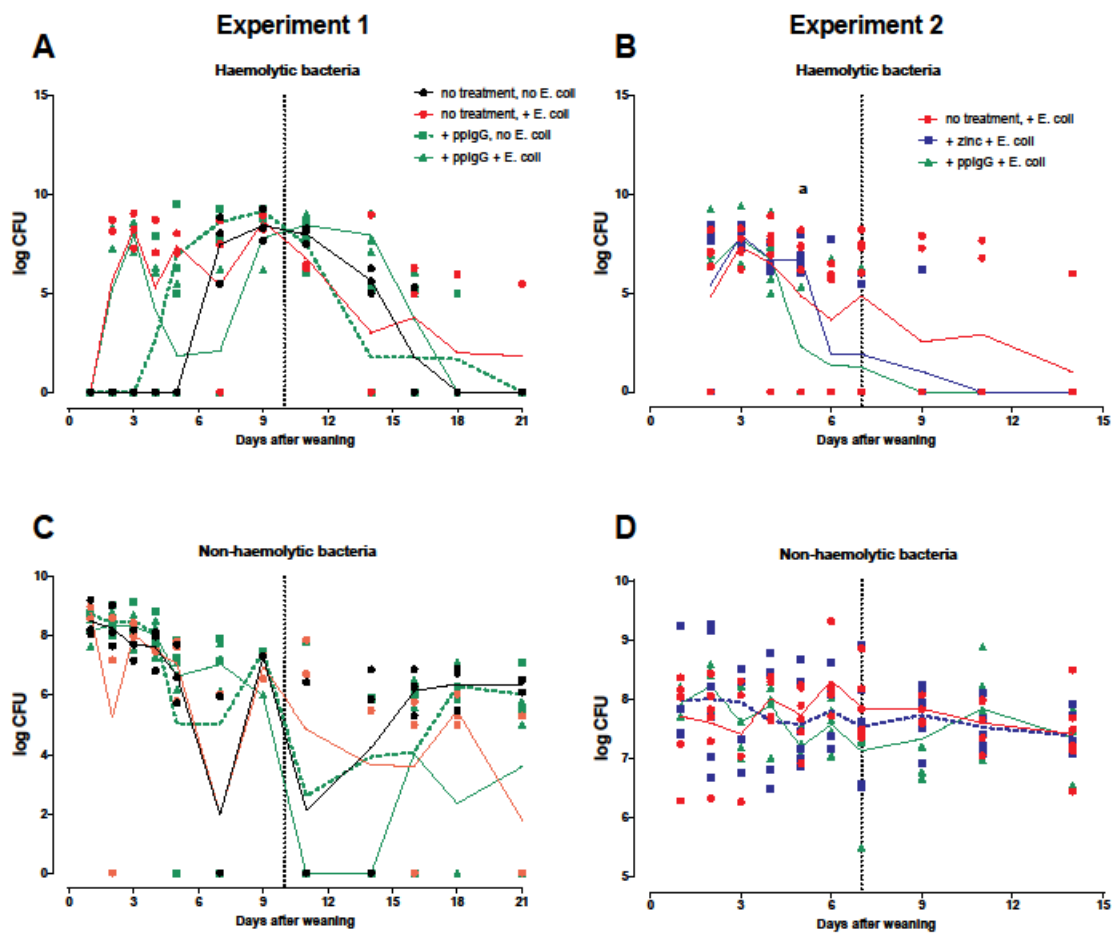 Experiment 1
Experiment 2
A
Haemolytic bacteria
15
10
5
0
log CFU
no treatment, no E. coli
no treatment, + E. coli
+ ppIgG, no E. coli
+ ppIgG + E. coli
0 3 6 9 12 15 18 21
Days after weaning
B
Haemolytic bacteria
15
10
5
0
log CFU
no treatment, + E. coli
+ zinc + E. coli
+ ppIgG + E. coli
a
0 3 6 9 12 15
Days after weaning
C
Non-haemolytic bacteria
10
8
6
4
2
0
log CFU
0 3 6 9 12 15 18 21
Days after weaning
D
Non-haemolytic bacteria
10
9
8
7
6
5
log CFU
0 3 6 9 12 15
Days after weaning